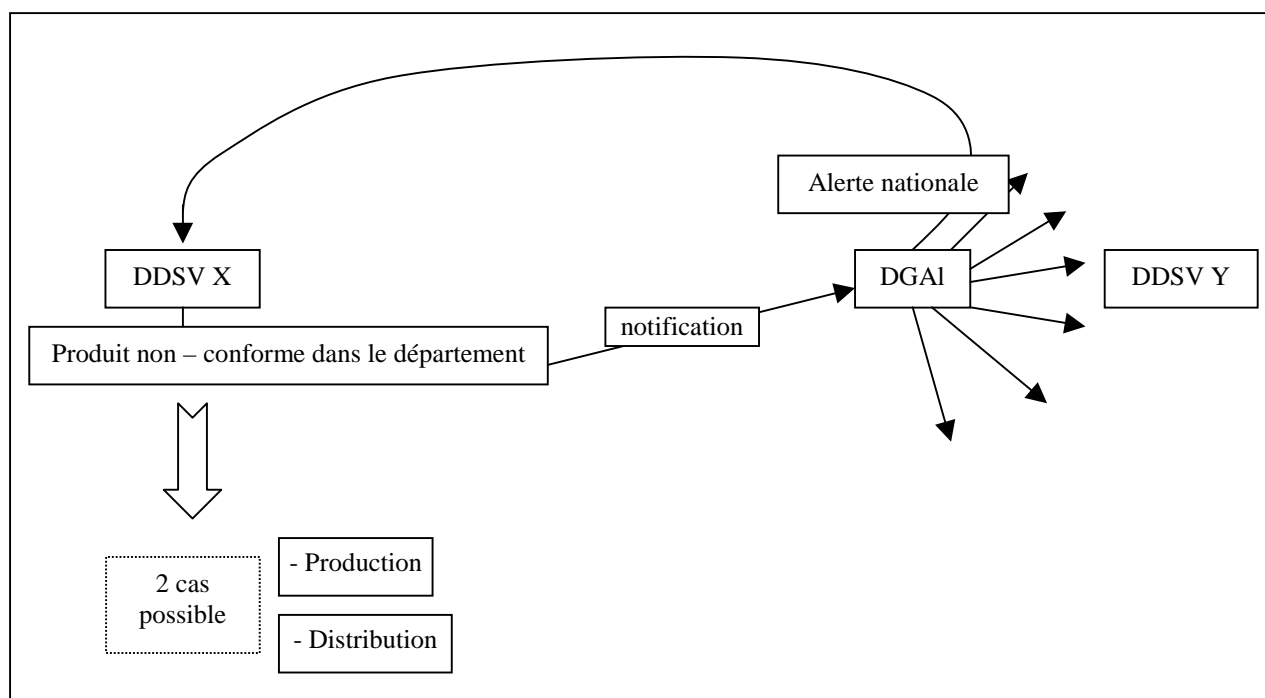 Alerte nationale
DDSV X
DGAl
DDSV Y
notification
Produit non – conforme dans le département
2 cas
possible
- Production
- Distribution